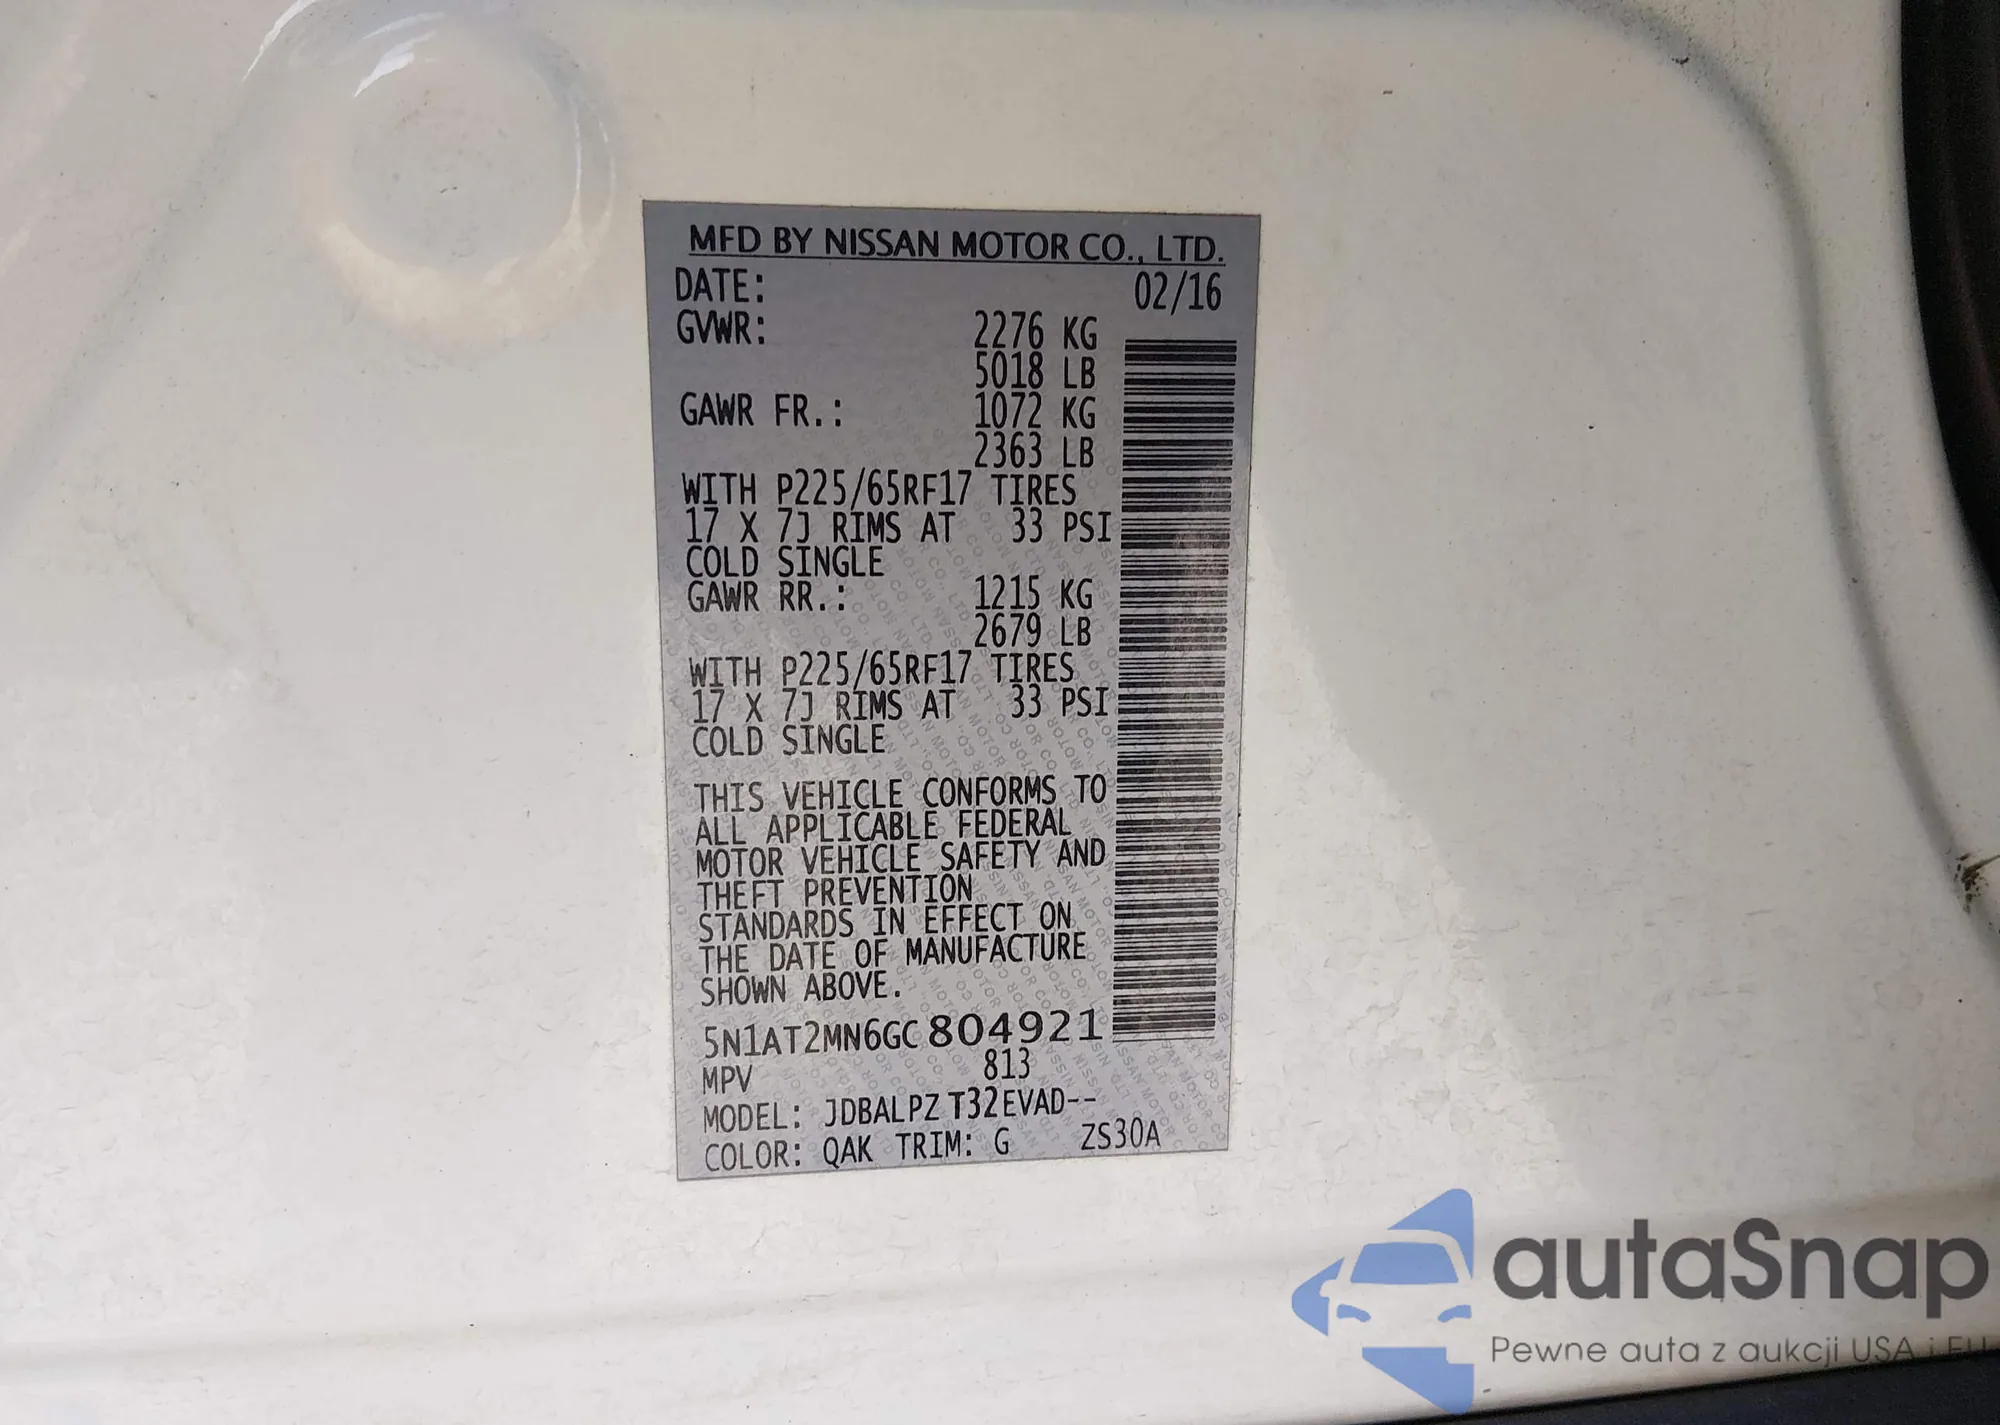 MFD BY NISSAN MOTOR CO., LTD.
DATE: 02/16
GVWR: 2276 KG
5018 LB
GAWR FR.: 1072 KG
2363 LB
WITH P225/65RF17 TIRES
17 X 7J RIMS AT 33 PSI
COLD SINGLE
GAWR RR.: 1215 KG
2679 LB
WITH P225/65RF17 TIRES
17 X 7J RIMS AT 33 PSI
COLD SINGLE
THIS VEHICLE CONFORMS TO
ALL APPLICABLE FEDERAL
MOTOR VEHICLE SAFETY AND
THEFT PREVENTION
STANDARDS IN EFFECT ON
THE DATE OF MANUFACTURE
SHOWN ABOVE.
5N1AT2MN6GC804921
MPV 813
MODEL: JDBALPZ T32EVAD--
COLOR: QAK TRIM: G ZS30A
autaSnap
Pewne auta z aukcji USA i EU